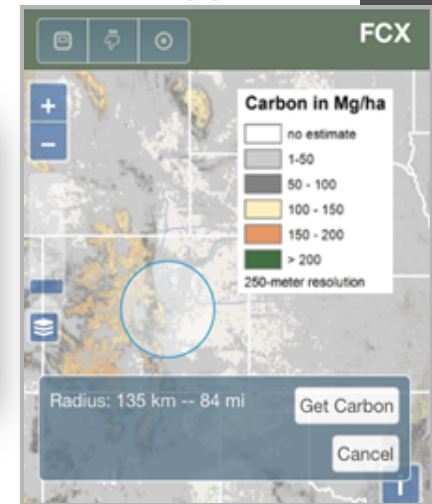 FCX
+
−
Carbon in Mg/ha
no estimate
1-50
50 - 100
100 - 150
150 - 200
> 200
250-meter resolution
Radius: 135 km -- 84 mi
Get Carbon
Cancel
i